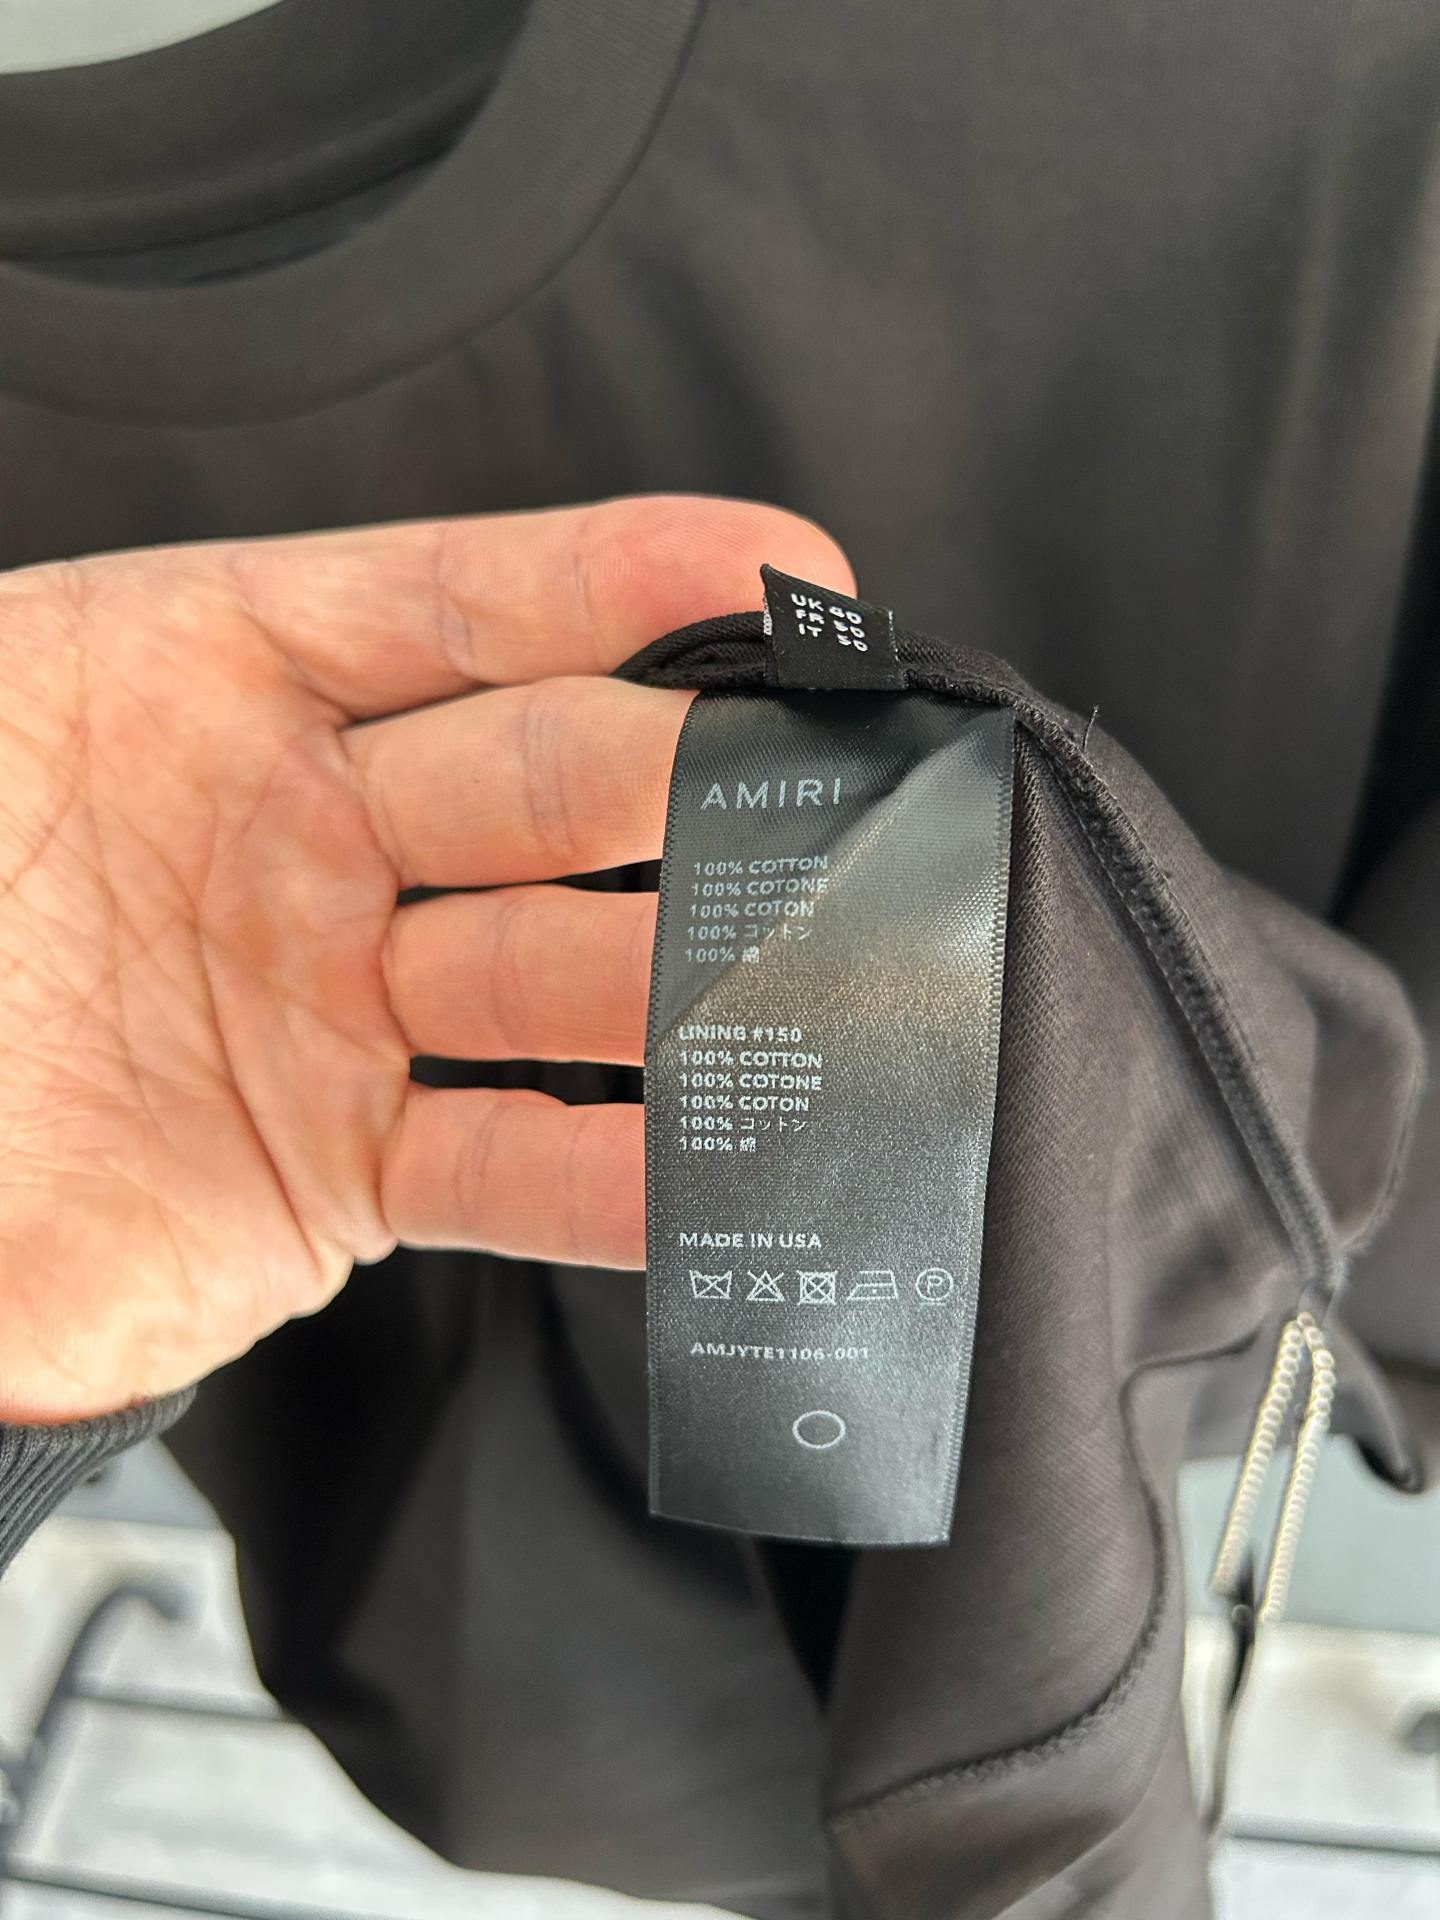 UK 40
FR 50
IT 50
AMIRI
100% COTTON
100% COTONE
100% COTON
100% コットン
100% 綿
LINING #150
100% COTTON
100% COTONE
100% COTON
100% コットン
100% 綿
MADE IN USA
P
AMJYTE1106-001